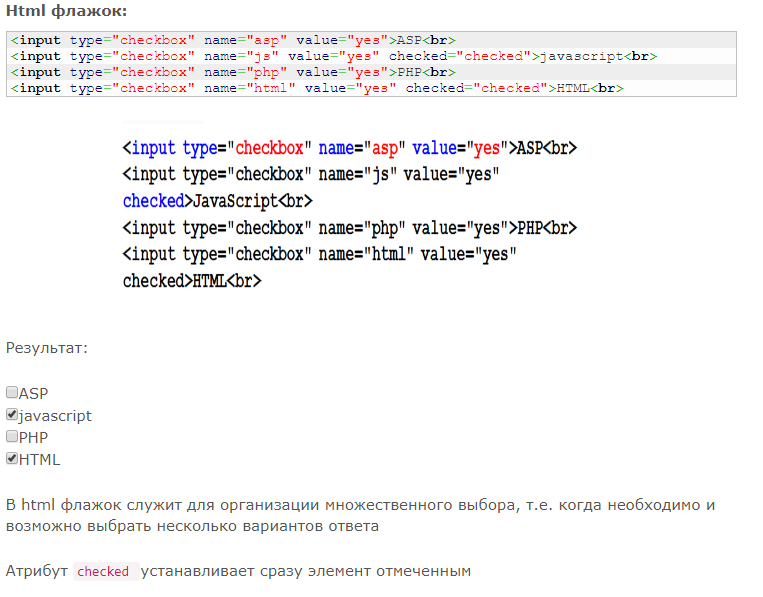 Html флажок:
<input type="checkbox" name="asp" value="yes">ASP<br>
<input type="checkbox" name="js" value="yes" checked="checked">javascript<br>
<input type="checkbox" name="php" value="yes">PHP<br>
<input type="checkbox" name="html" value="yes" checked="checked">HTML<br>
<input type="checkbox" name="asp" value="yes">ASP<br>
<input type="checkbox" name="js" value="yes"
checked>JavaScript<br>
<input type="checkbox" name="php" value="yes">PHP<br>
<input type="checkbox" name="html" value="yes"
checked>HTML<br>
Результат:
ASP
javascript
PHP
HTML
В html флажок служит для организации множественного выбора, т.е. когда необходимо и
возможно выбрать несколько вариантов ответа
Атрибут checked устанавливает сразу элемент отмеченным